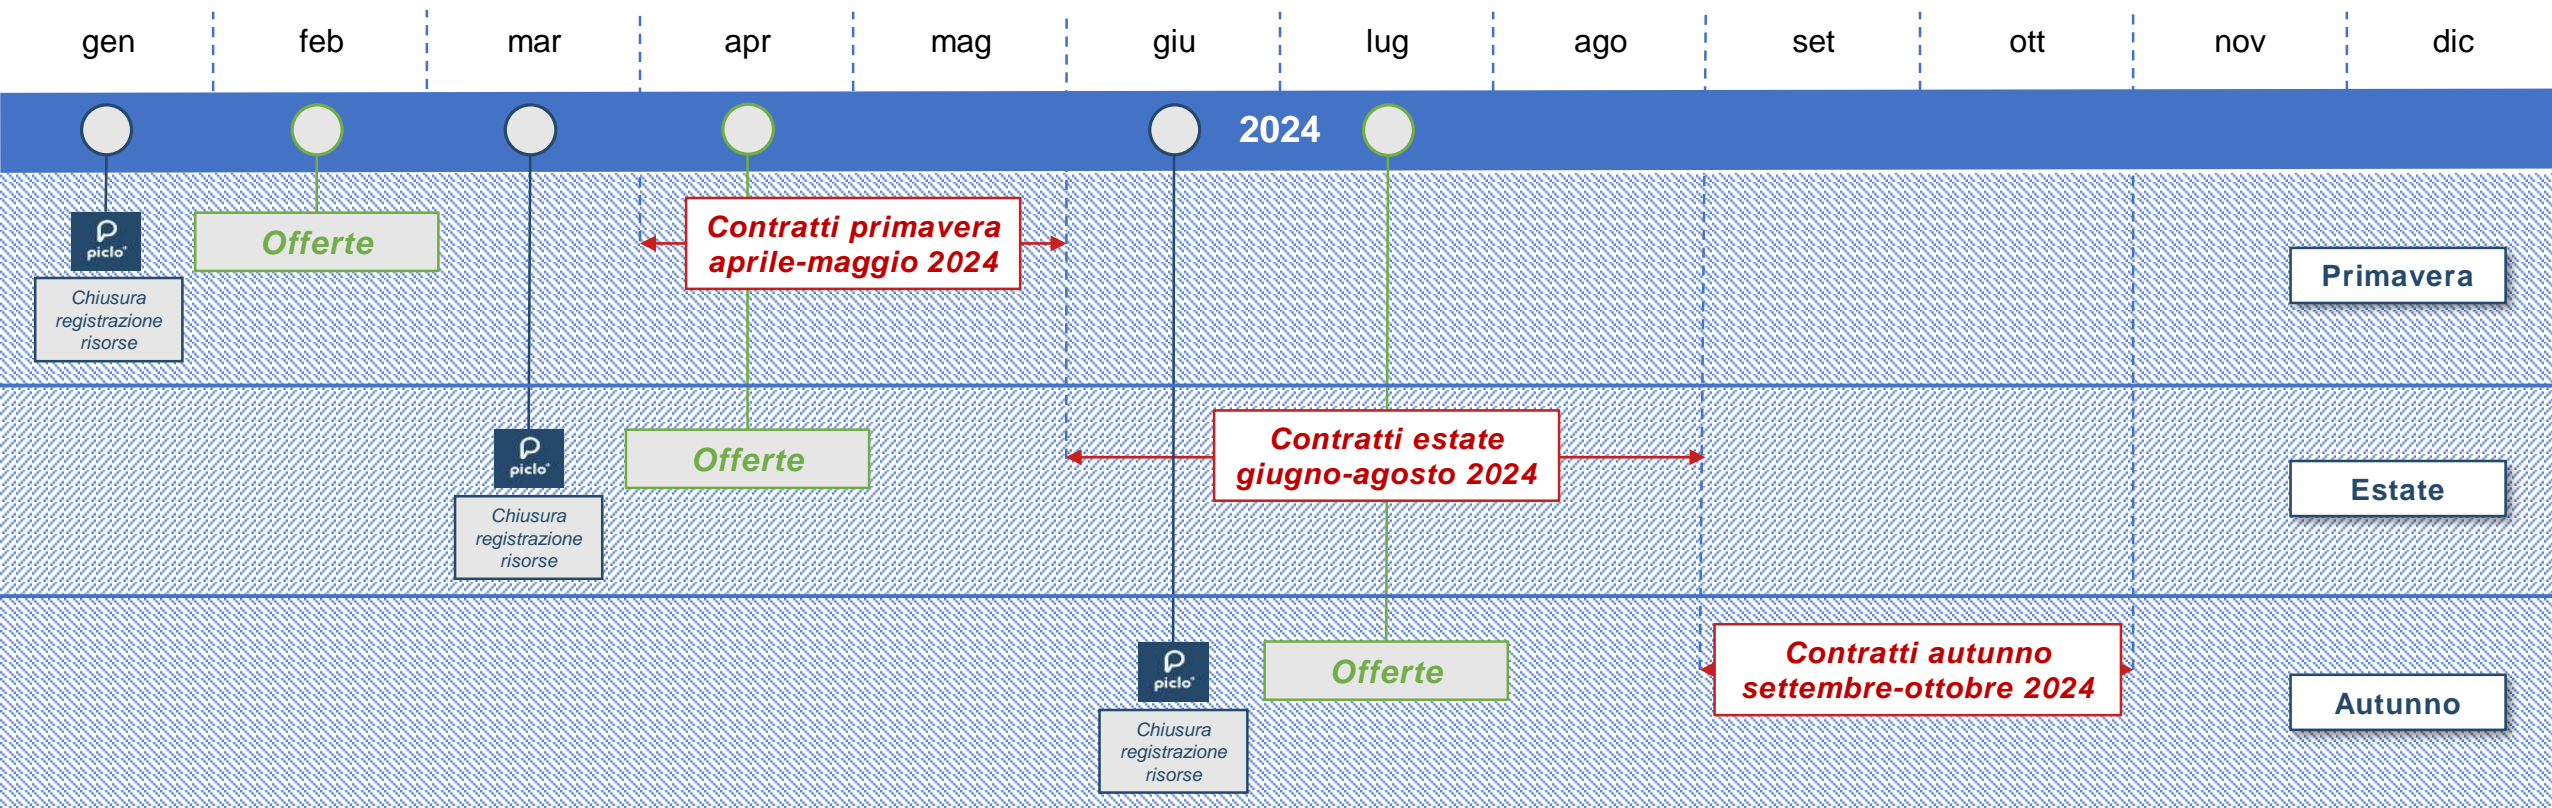 gen feb mar apr mag giu lug ago set ott nov dic
2024
piclo
Offerte
Contratti primavera
aprile-maggio 2024
Primavera
Chiusura
registrazione
risorse
piclo
Offerte
Contratti estate
giugno-agosto 2024
Estate
Chiusura
registrazione
risorse
piclo
Offerte
Contratti autunno
settembre-ottobre 2024
Autunno
Chiusura
registrazione
risorse